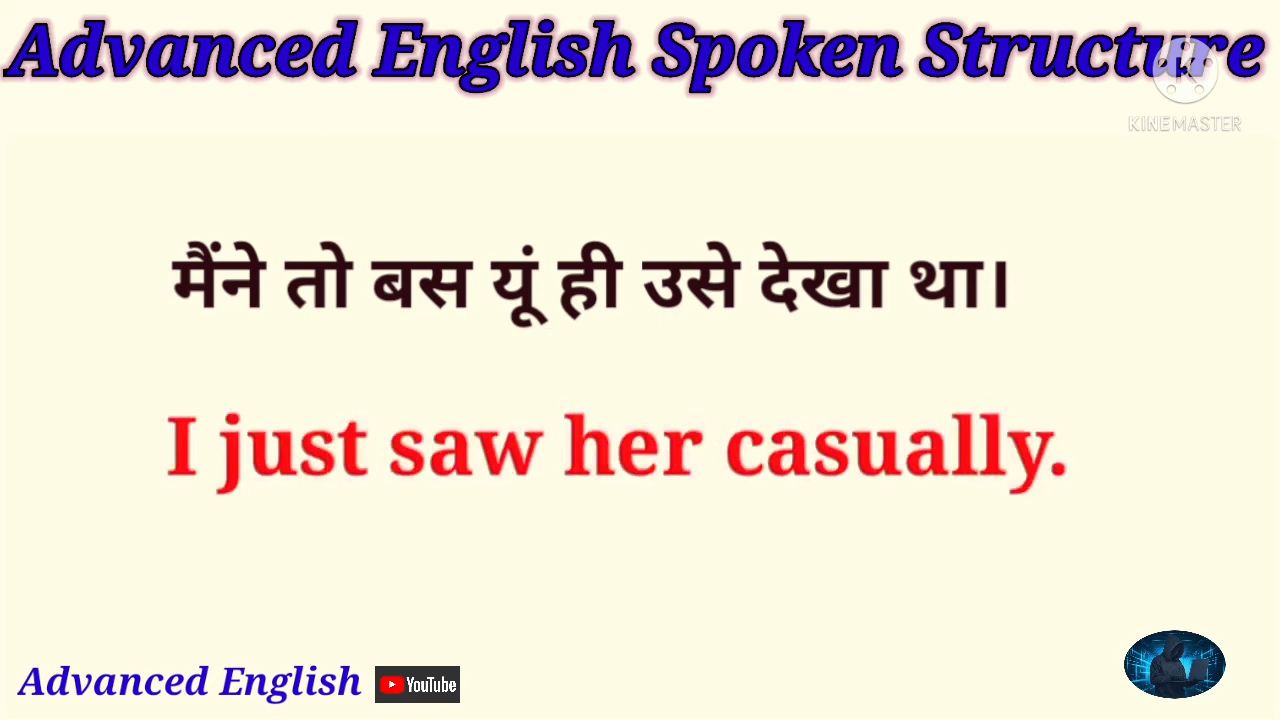 Advanced English Spoken Structure
KINEMASTER
मैंने तो बस यूं ही उसे देखा था।
I just saw her casually.
Advanced English YouTube